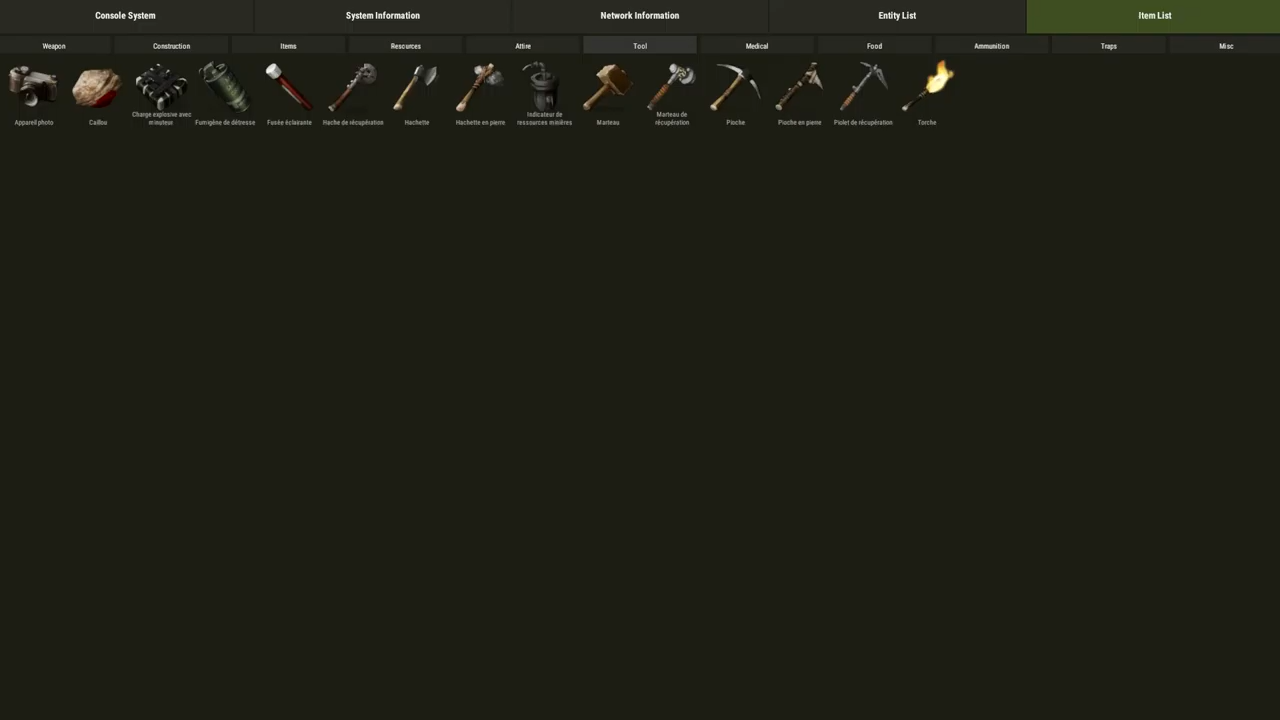 Console System
System Information
Network Information
Entity List
Item List
Weapon
Construction
Items
Resources
Attire
Tool
Medical
Food
Ammunition
Traps
Misc
Appareil photo
Caillou
Charge explosive avec
minuteur
Fumigène de détresse
Fusée éclairante
Hache de récupération
Hachette
Hachette en pierre
Indicateur de
ressources minières
Marteau
Marteau de
récupération
Pioche
Pioche en pierre
Piolet de récupération
Torche